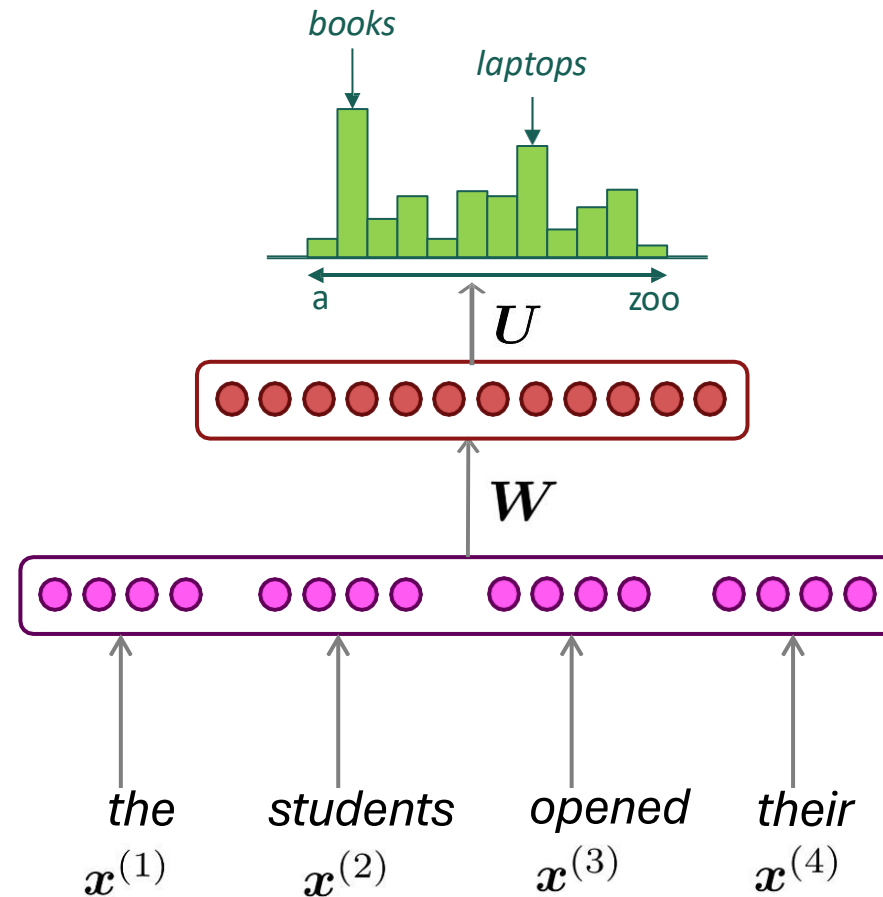 books
laptops
a zoo
U
W
the students opened their
x^{(1)} x^{(2)} x^{(3)} x^{(4)}